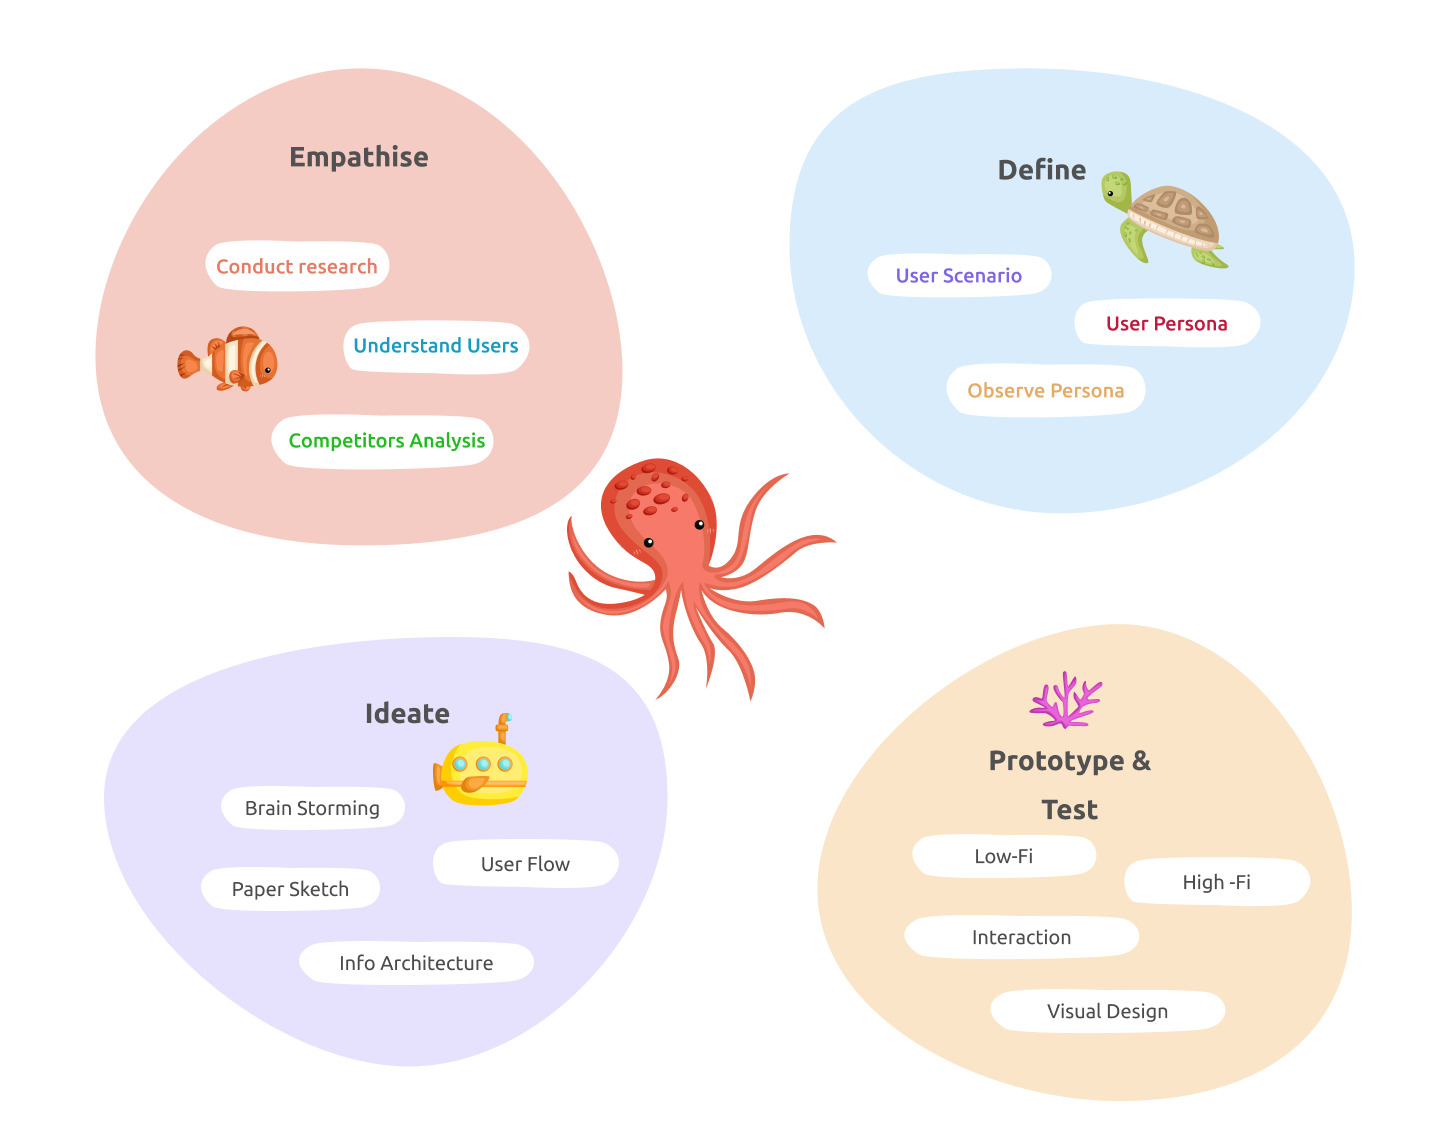 Empathise
Conduct research
Understand Users
Competitors Analysis
Define
User Scenario
User Persona
Observe Persona
Ideate
Brain Storming
User Flow
Paper Sketch
Info Architecture
Prototype &
Test
Low-Fi
High -Fi
Interaction
Visual Design